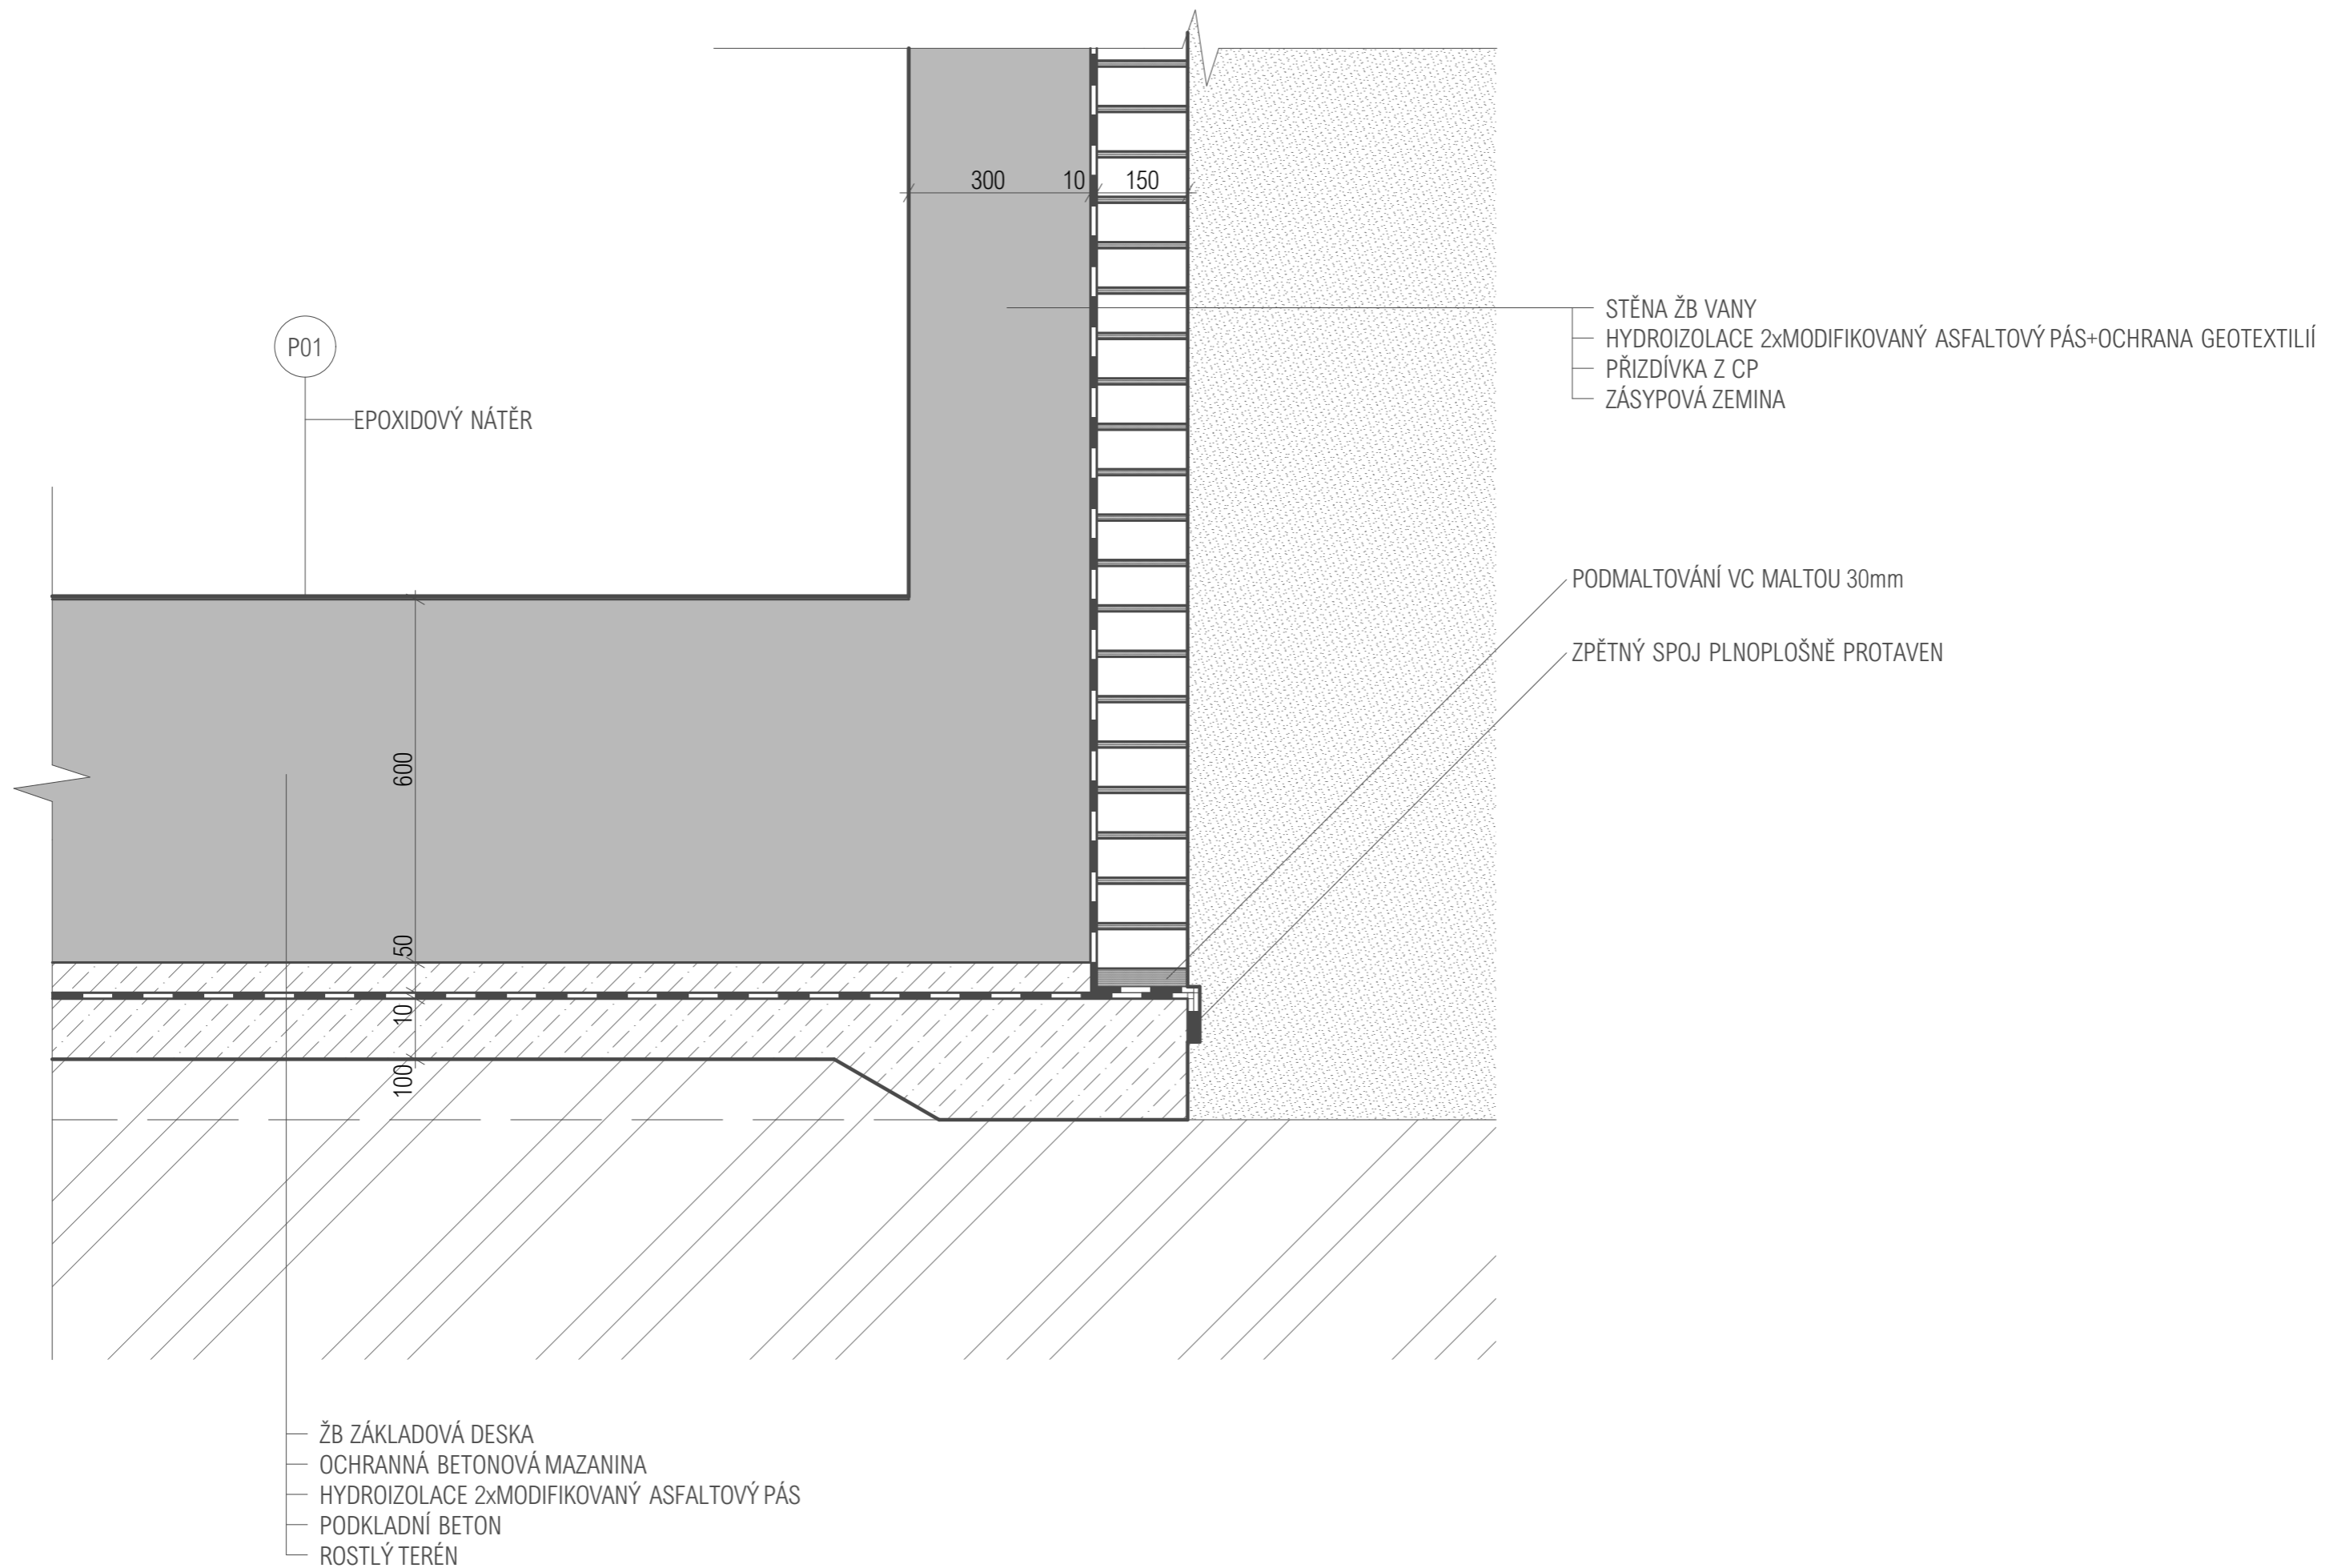 300
10
150
STĚNA ŽB VANY
HYDROIZOLACE 2xMODIFIKOVANÝ ASFALTOVÝ PÁS+OCHRANA GEOTEXTILIÍ
PŘIZDÍVKA Z CP
ZÁSYPOVÁ ZEMINA
P01
EPOXIDOVÝ NÁTĚR
PODMALTOVÁNÍ VC MALTOU 30mm
ZPĚTNÝ SPOJ PLNOPLOŠNĚ PROTAVEN
600
50
10
100
ŽB ZÁKLADOVÁ DESKA
OCHRANNÁ BETONOVÁ MAZANINA
HYDROIZOLACE 2xMODIFIKOVANÝ ASFALTOVÝ PÁS
PODKLADNÍ BETON
ROSTLÝ TERÉN